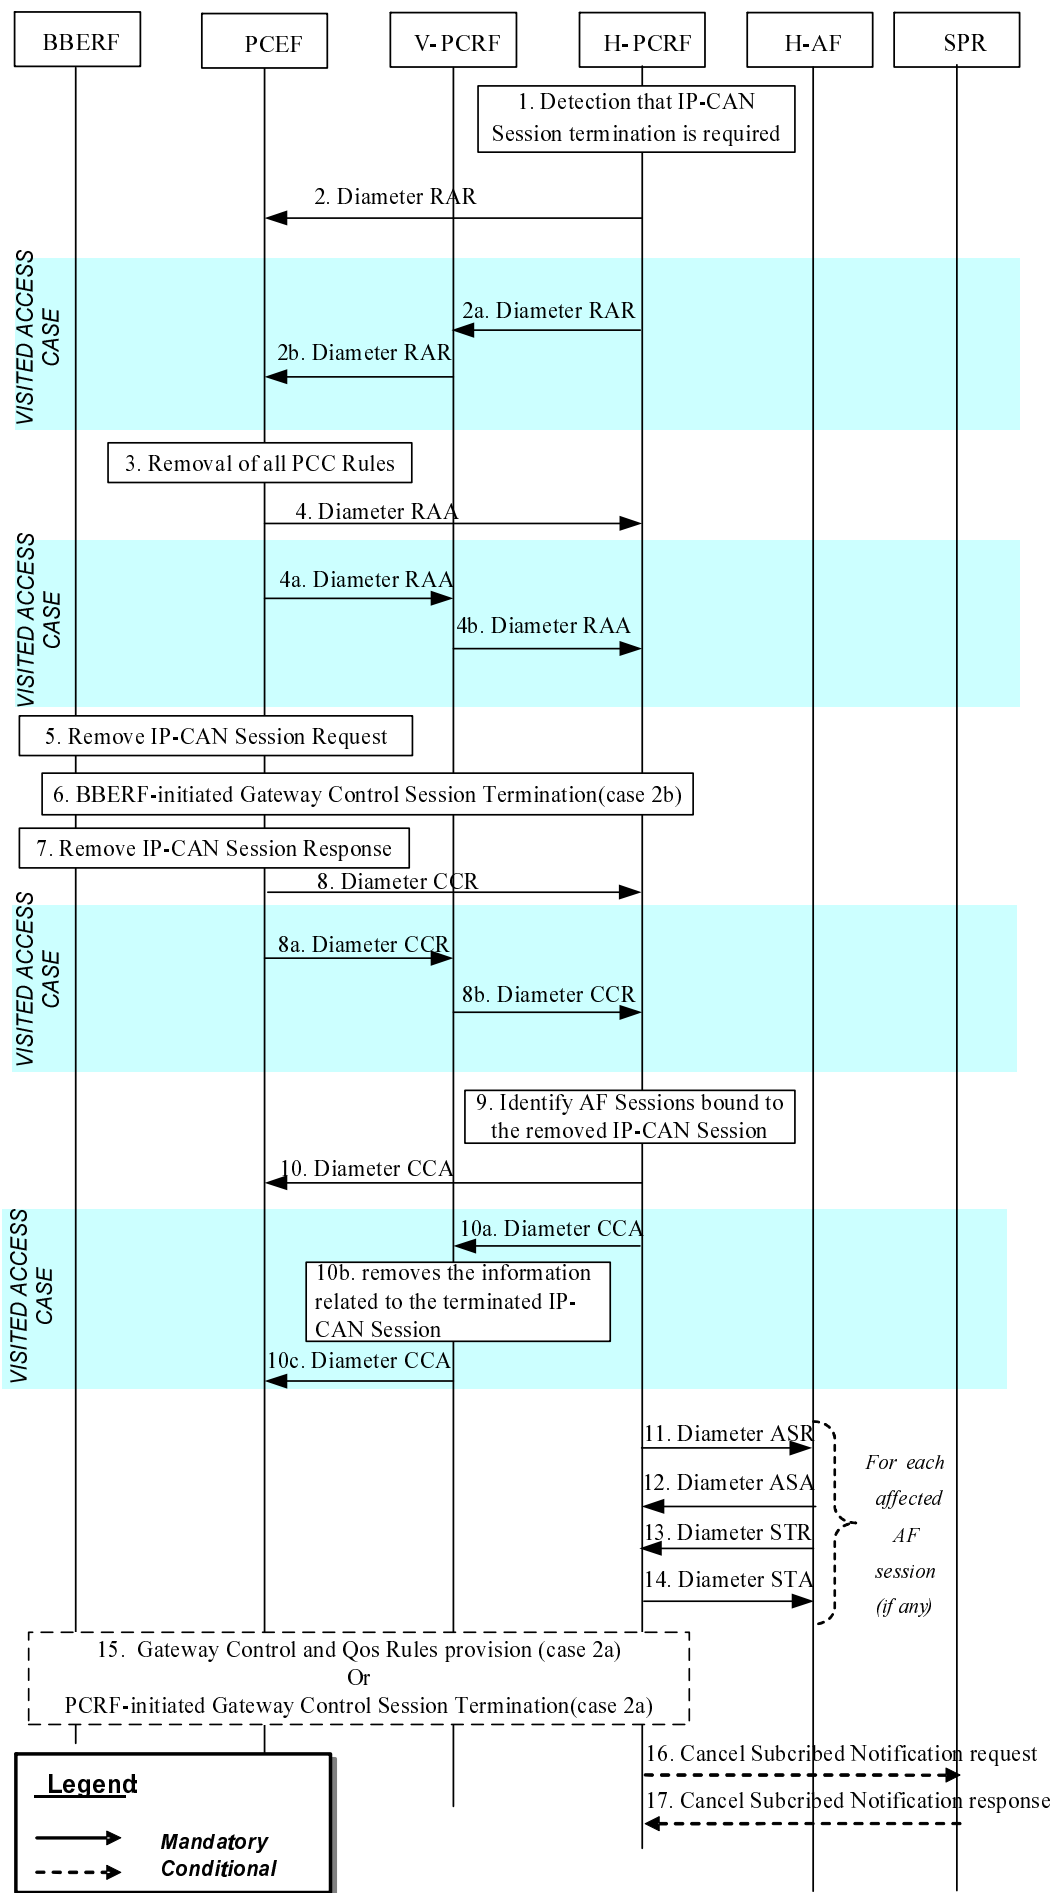 BBERF
PCEF
V-PCRF
H-PCRF
H-AF
SPR
1. Detection that IP-CAN
Session termination is required
2. Diameter RAR
VISITED ACCESS
CASE
2a. Diameter RAR
2b. Diameter RAR
3. Removal of all PCC Rules
4. Diameter RAA
VISITED ACCESS
CASE
4a. Diameter RAA
4b. Diameter RAA
5. Remove IP-CAN Session Request
6. BBERF-initiated Gateway Control Session Termination(case 2b)
7. Remove IP-CAN Session Response
8. Diameter CCR
VISITED ACCESS
CASE
8a. Diameter CCR
8b. Diameter CCR
9. Identify AF Sessions bound to
the removed IP-CAN Session
10. Diameter CCA
VISITED ACCESS
CASE
10a. Diameter CCA
10b. removes the information
related to the terminated IP-
CAN Session
10c. Diameter CCA
11. Diameter ASR
12. Diameter ASA
13. Diameter STR
14. Diameter STA
For each
affected
AF
session
(if any)
15. Gateway Control and Qos Rules provision (case 2a)
Or
PCRF-initiated Gateway Control Session Termination(case 2a)
16. Cancel Subcribed Notification request
17. Cancel Subcribed Notification response
Legend:
Mandatory
Conditional